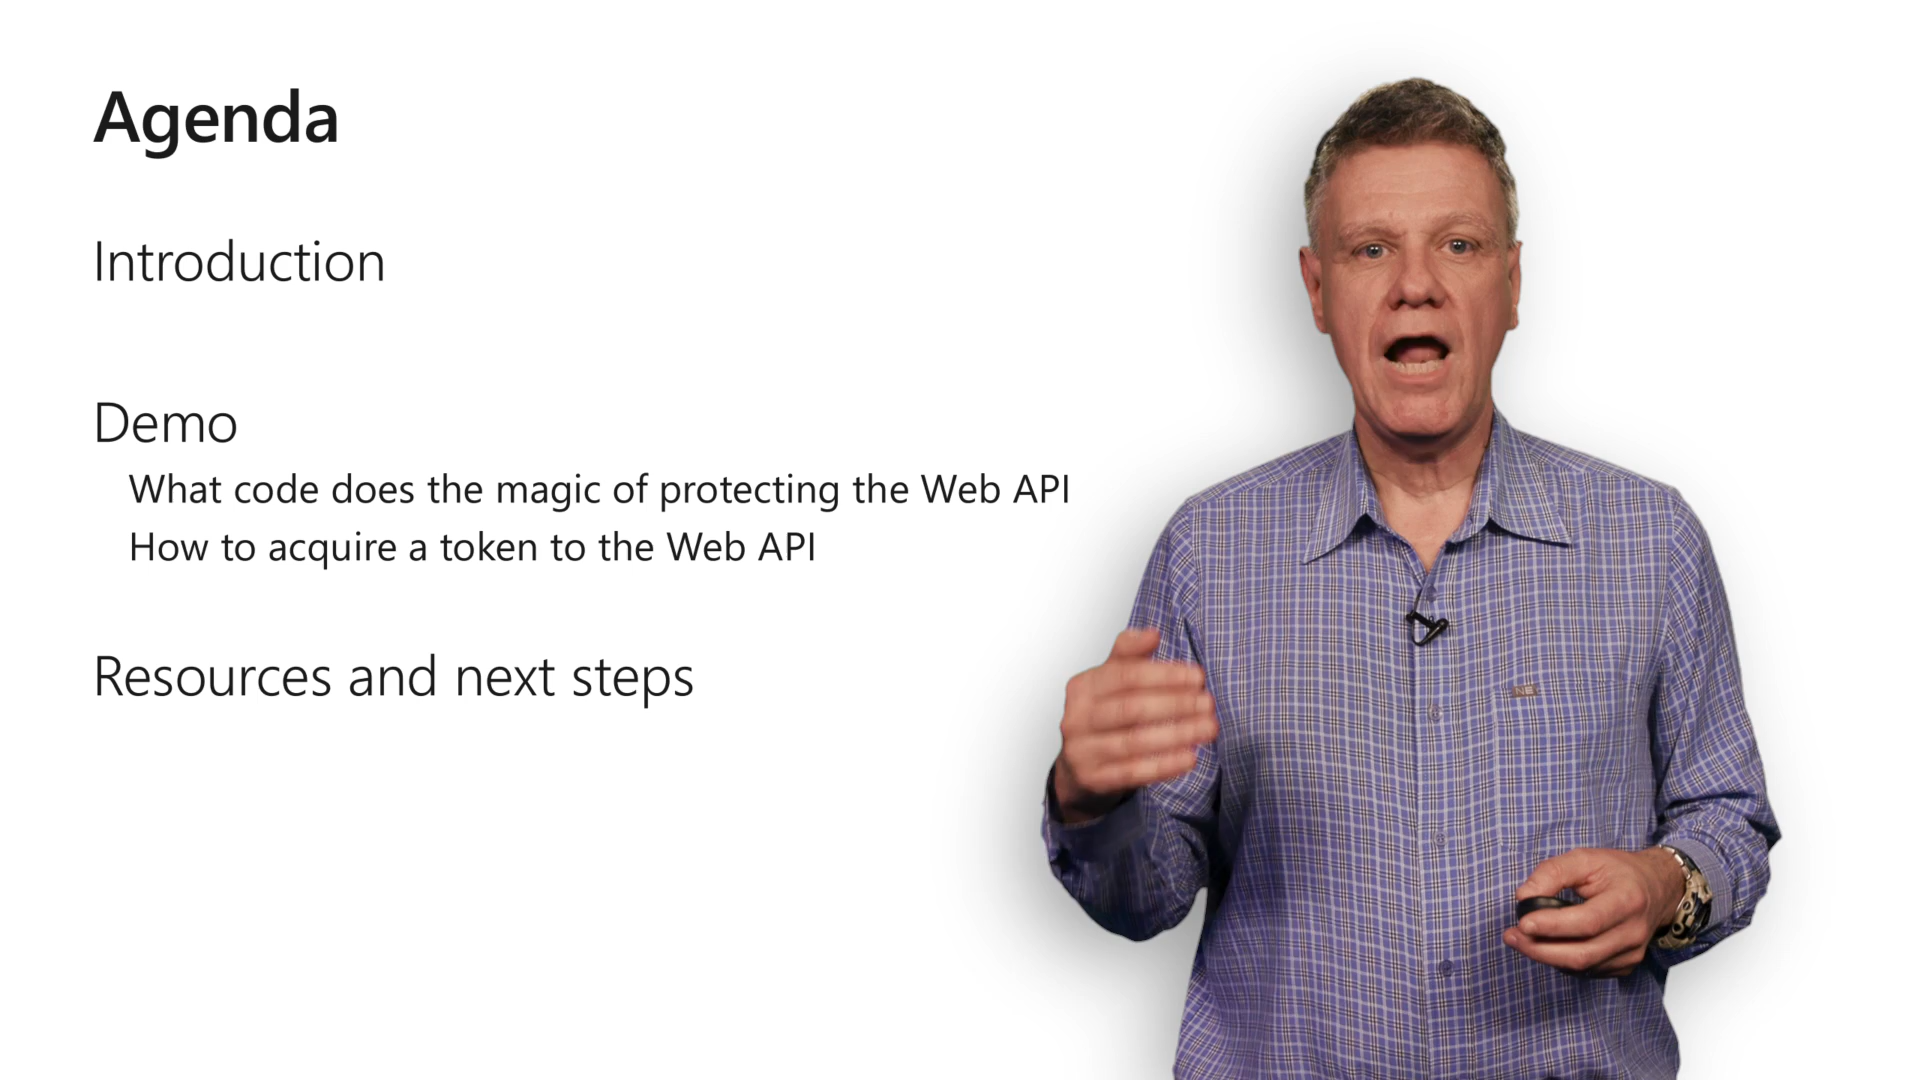 Agenda
Introduction
Demo
What code does the magic of protecting the Web API
How to acquire a token to the Web API
Resources and next steps